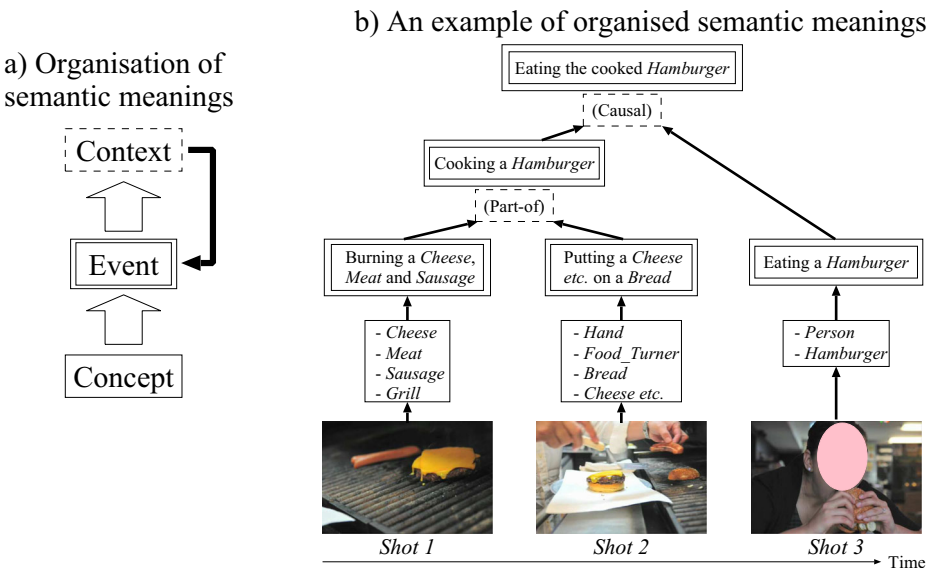 a) Organisation of
semantic meanings
Context
Event
Concept
b) An example of organised semantic meanings
Eating the cooked Hamburger
(Causal)
Cooking a Hamburger
(Part-of)
Burning a Cheese,
Meat and Sausage
Putting a Cheese
etc. on a Bread
Eating a Hamburger
- Cheese
- Meat
- Sausage
- Grill
- Hand
- Food_Turner
- Bread
- Cheese etc.
- Person
- Hamburger
Shot 1
Shot 2
Shot 3
Time